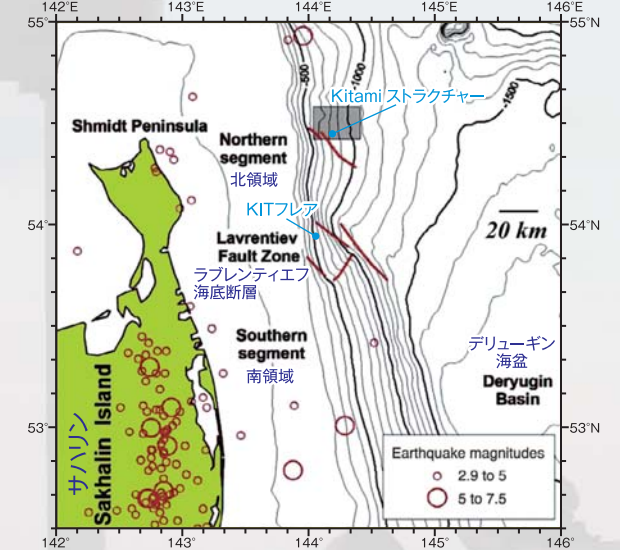 142°E 143°E 144°E 145°E 146°E
55° 55°N
-500
-1000
-1500
Kitami ストラクチャー
Shmidt Peninsula
Northern
segment
北領域
KITフレア
54° 54°N
20 km
Lavrentiev
Fault Zone
ラブレンティエフ
海底断層
Southern
segment
南領域
デリューギン
海盆
Deryugin
Basin
サハリン
Sakhalin Island
53° 53°N
Earthquake magnitudes
2.9 to 5
5 to 7.5
142° 143° 144° 145° 146°